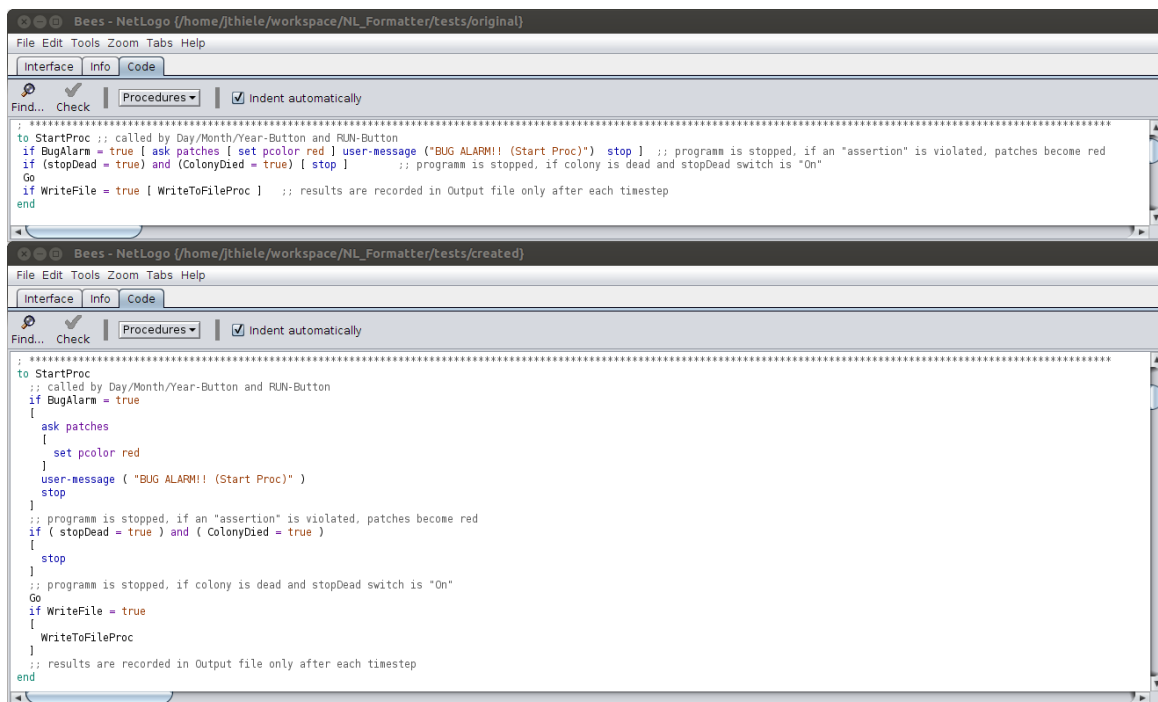 Bees - NetLogo {/home/jthiele/workspace/NL_Formatter/tests/original}
File Edit Tools Zoom Tabs Help
Interface Info Code
Find... Check Procedures Indent automatically
; ************************************************************************************************************************************************************************************
to StartProc ;; called by Day/Month/Year-Button and RUN-Button
if BugAlarm = true [ ask patches [ set pcolor red ] user-message ("BUG ALARM!! (Start Proc)")  stop ]  ;; programm is stopped, if an "assertion" is violated, patches become red
if (stopDead = true) and (ColonyDied = true) [ stop ]        ;; programm is stopped, if colony is dead and stopDead switch is "On"
Go
if WriteFile = true [ WriteToFileProc ]   ;; results are recorded in Output file only after each timestep
end
Bees - NetLogo {/home/jthiele/workspace/NL_Formatter/tests/created}
File Edit Tools Zoom Tabs Help
Interface Info Code
Find... Check Procedures Indent automatically
; ************************************************************************************************************************************************************************************
to StartProc
;; called by Day/Month/Year-Button and RUN-Button
if BugAlarm = true
[
ask patches
[
set pcolor red
]
user-message ( "BUG ALARM!! (Start Proc)" )
stop
]
;; programm is stopped, if an "assertion" is violated, patches become red
if ( stopDead = true ) and ( ColonyDied = true )
[
stop
]
;; programm is stopped, if colony is dead and stopDead switch is "On"
Go
if WriteFile = true
[
WriteToFileProc
]
;; results are recorded in Output file only after each timestep
end